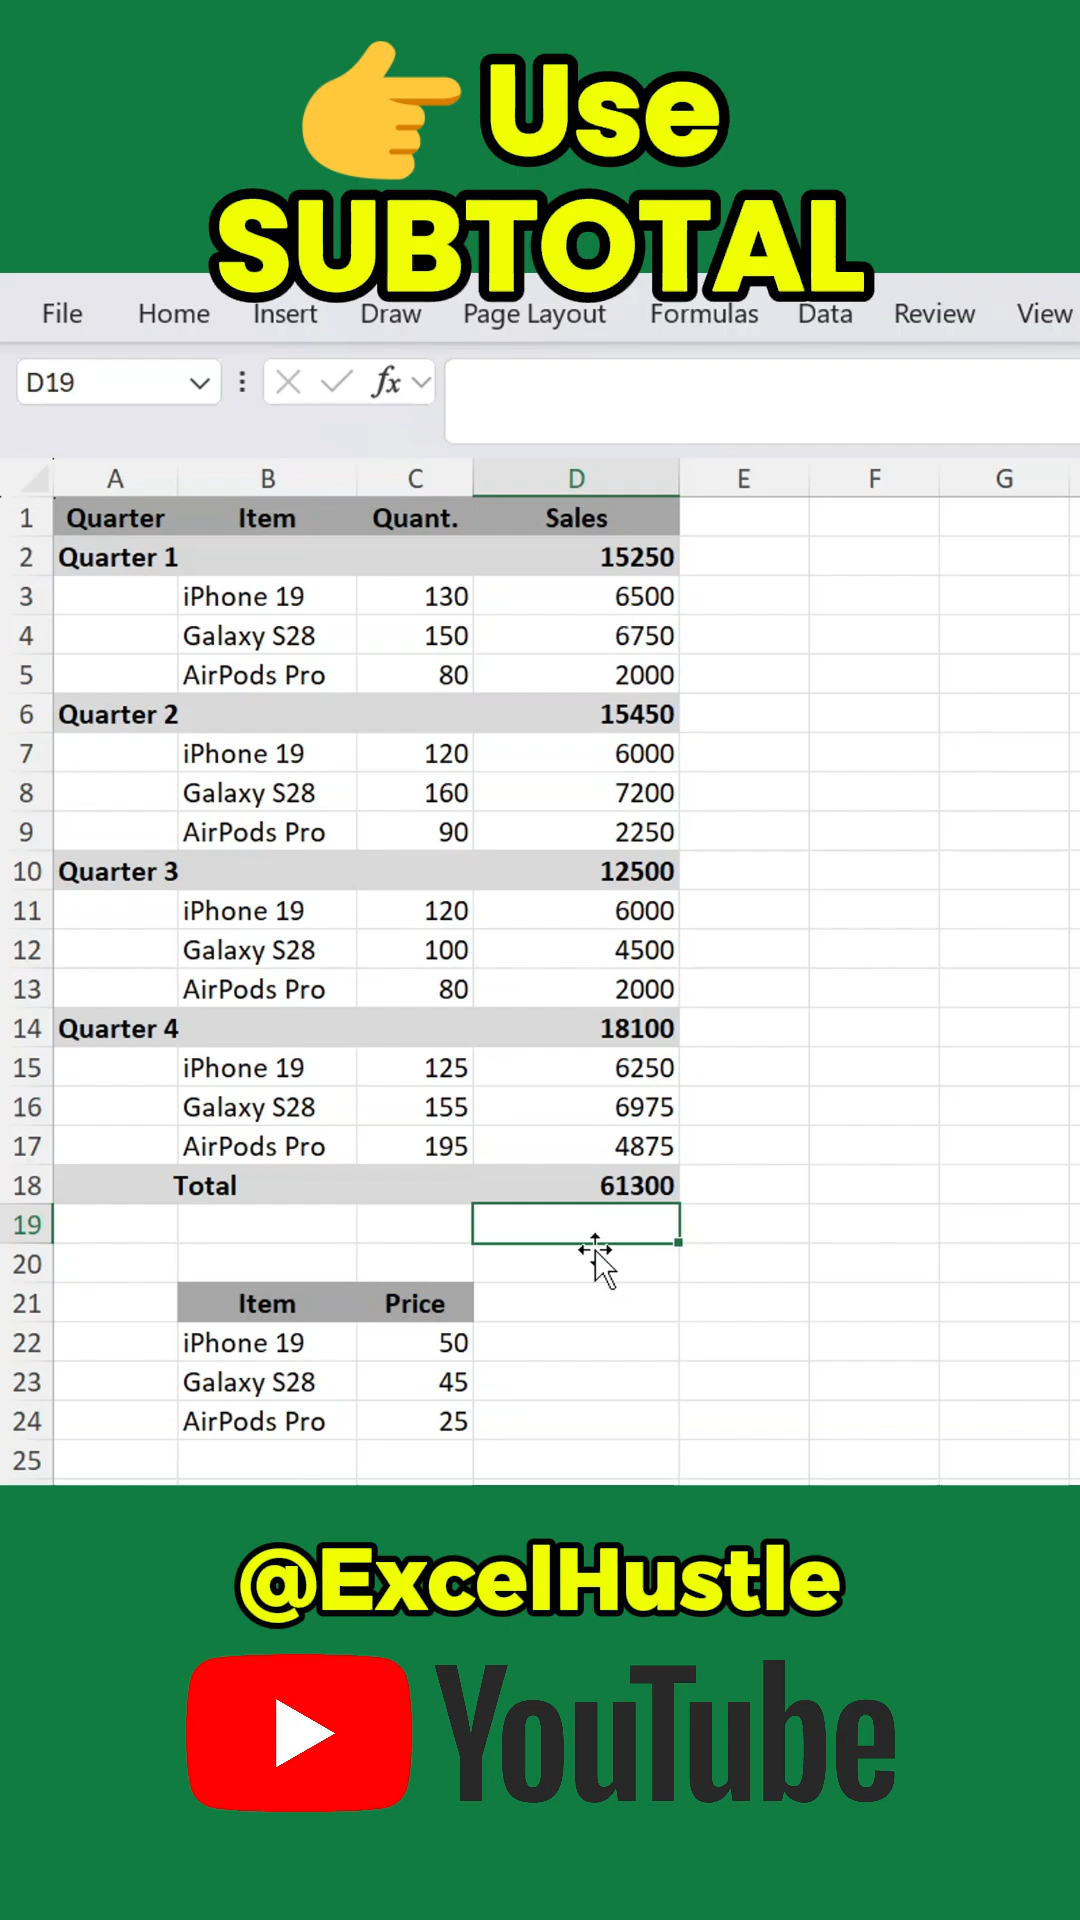 👉 Use
SUBTOTAL
File Home Insert Draw Page Layout Formulas Data Review View
D19 fx
A B C D E F G
1 Quarter Item Quant. Sales
2 Quarter 1 15250
3 iPhone 19 130 6500
4 Galaxy S28 150 6750
5 AirPods Pro 80 2000
6 Quarter 2 15450
7 iPhone 19 120 6000
8 Galaxy S28 160 7200
9 AirPods Pro 90 2250
10 Quarter 3 12500
11 iPhone 19 120 6000
12 Galaxy S28 100 4500
13 AirPods Pro 80 2000
14 Quarter 4 18100
15 iPhone 19 125 6250
16 Galaxy S28 155 6975
17 AirPods Pro 195 4875
18 Total 61300
19
20
21 Item Price
22 iPhone 19 50
23 Galaxy S28 45
24 AirPods Pro 25
25
@ExcelHustle
YouTube